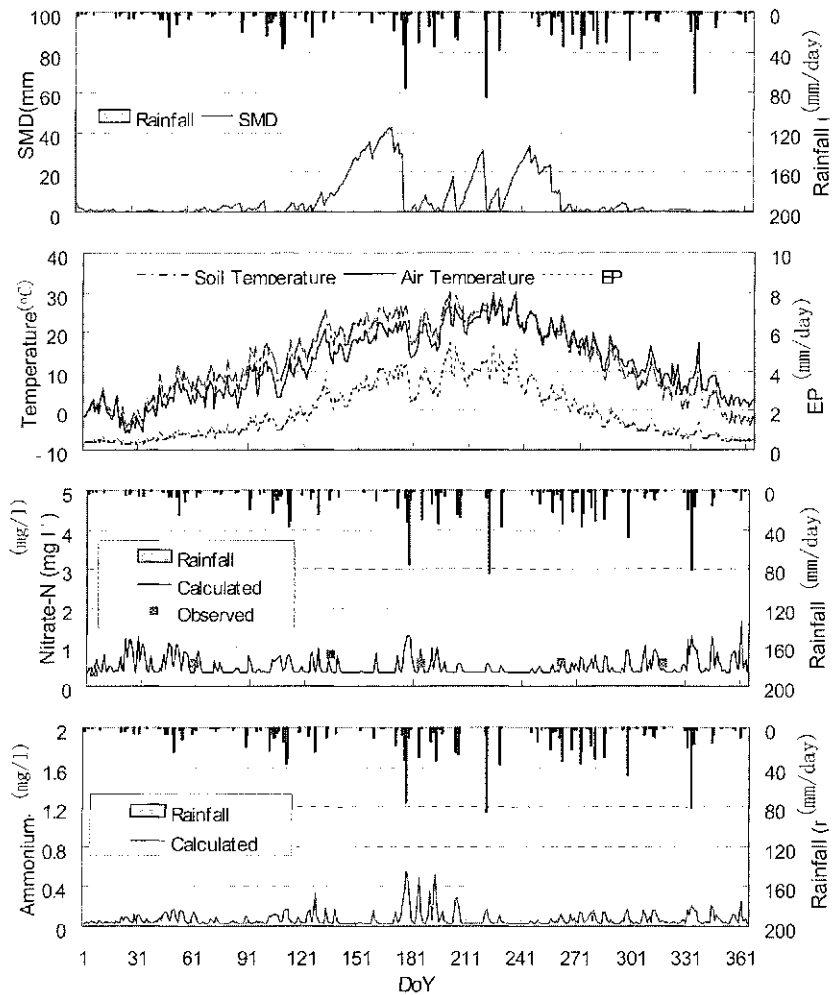 100
80
60
40
20
0
SMD(mm
Rainfall
SMD
0
40
80
120
160
200
Rainfall ( (mm/day)
40
30
20
10
0
-10
Temperature(°C)
Soil Temperature
Air Temperature
EP
10
8
6
4
2
0
EP (mm/day)
5
4
3
2
1
0
Nitrate-N (mg l⁻¹) (mg/l)
Rainfall
Calculated
Observed
0
40
80
120
160
200
Rainfall (mm/day)
2
1.6
1.2
0.8
0.4
0
Ammonium- (mg/l)
Rainfall
Calculated
0
40
80
120
160
200
Rainfall (r (mm/day)
1 31 61 91 121 151 181 211 241 271 301 331 361
DoY